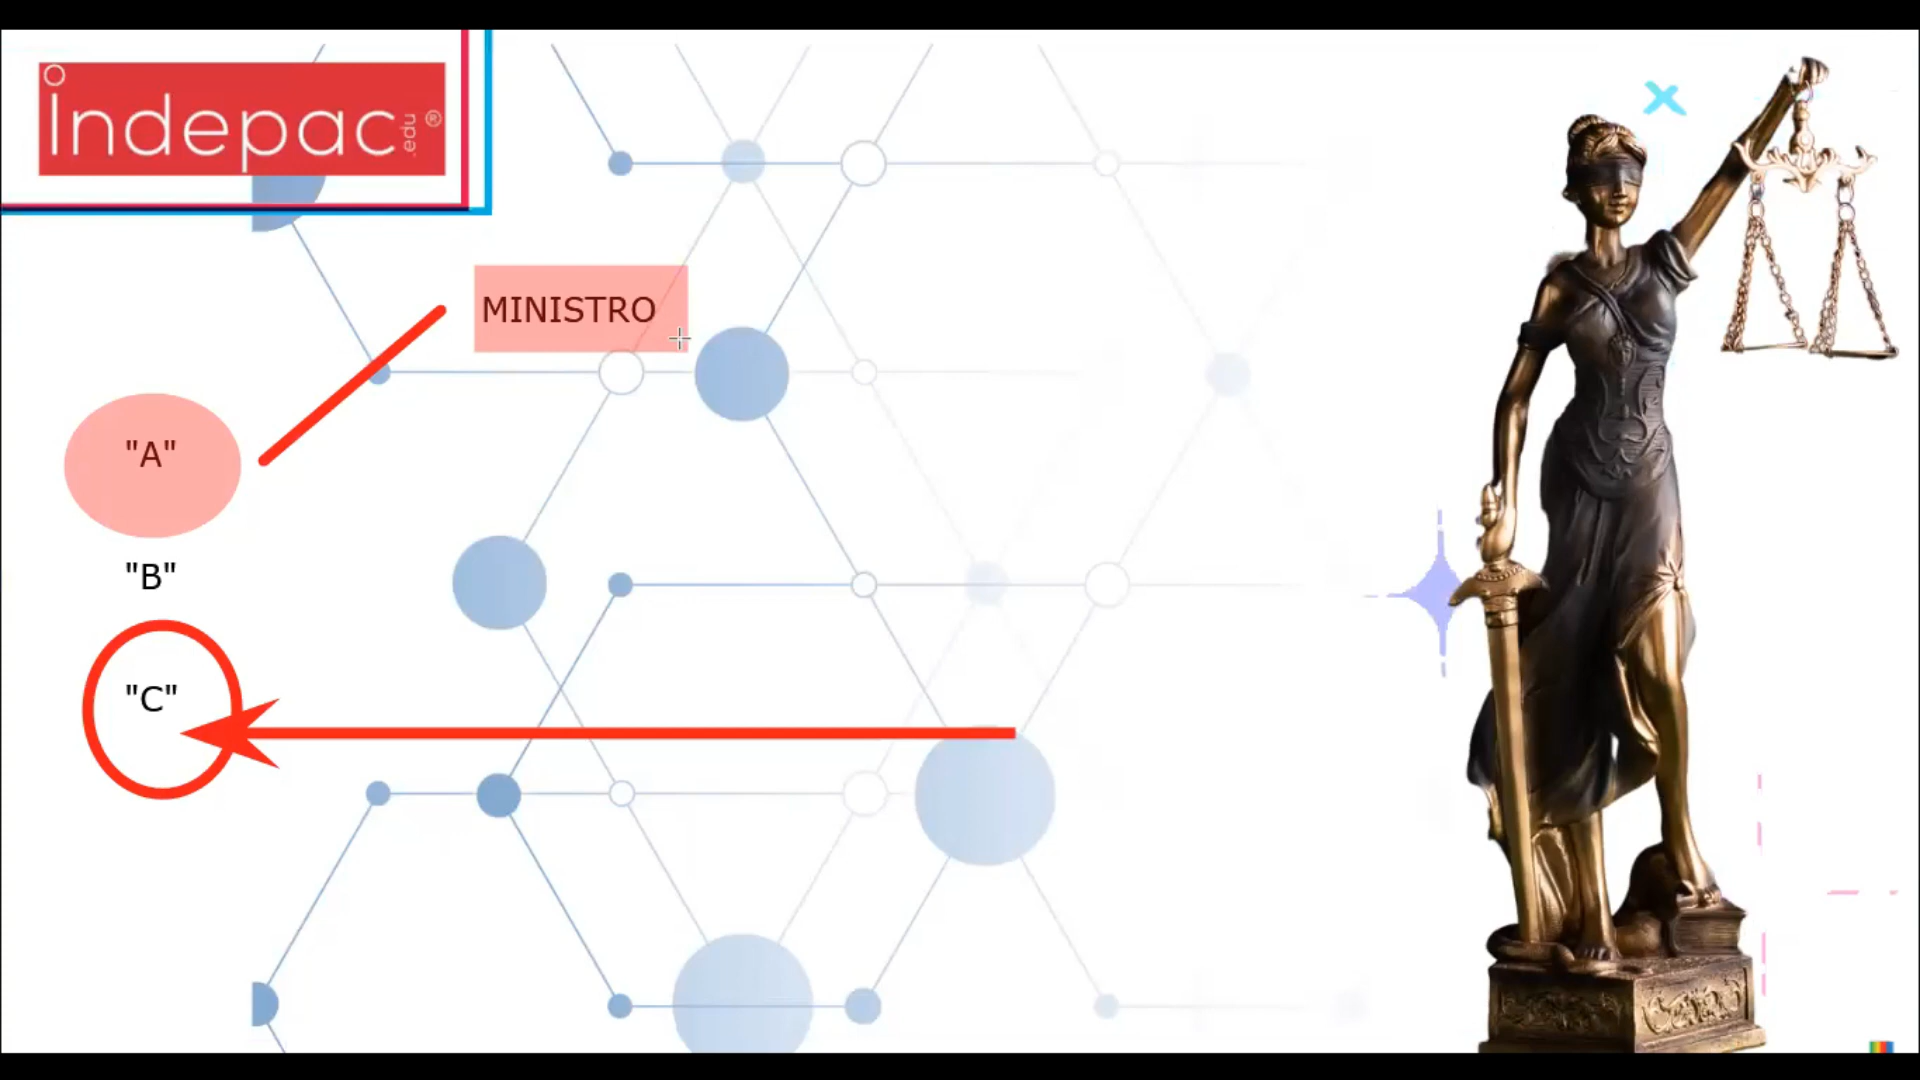 indepac .edu ®
MINISTRO
"A"
"B"
"C"